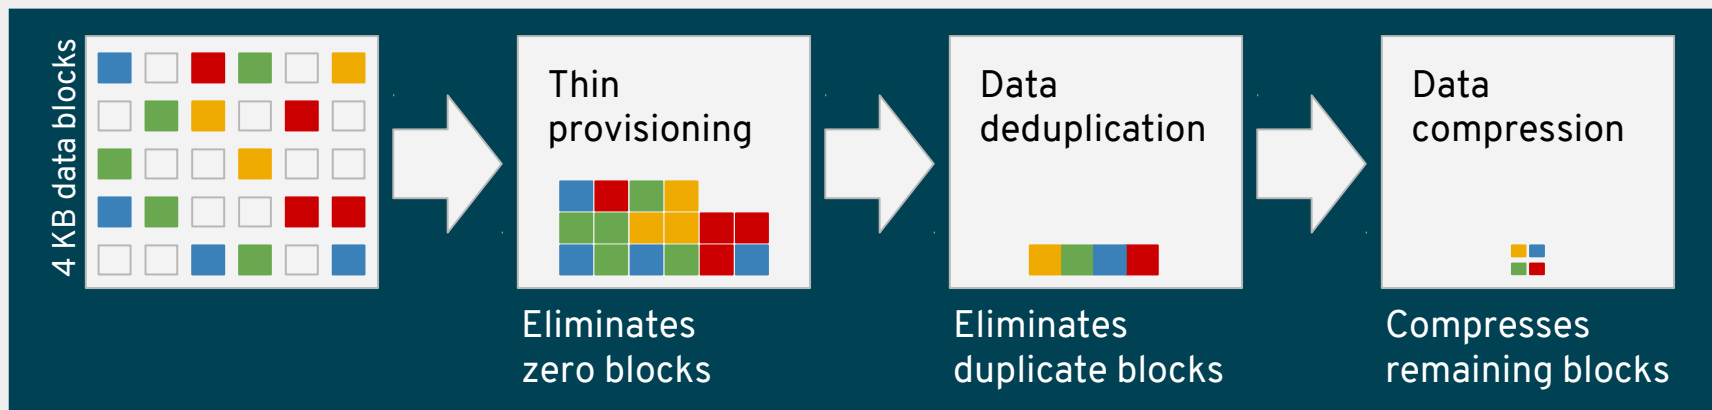 4 KB data blocks
Thin
provisioning
Eliminates
zero blocks
Data
deduplication
Eliminates
duplicate blocks
Data
compression
Compresses
remaining blocks